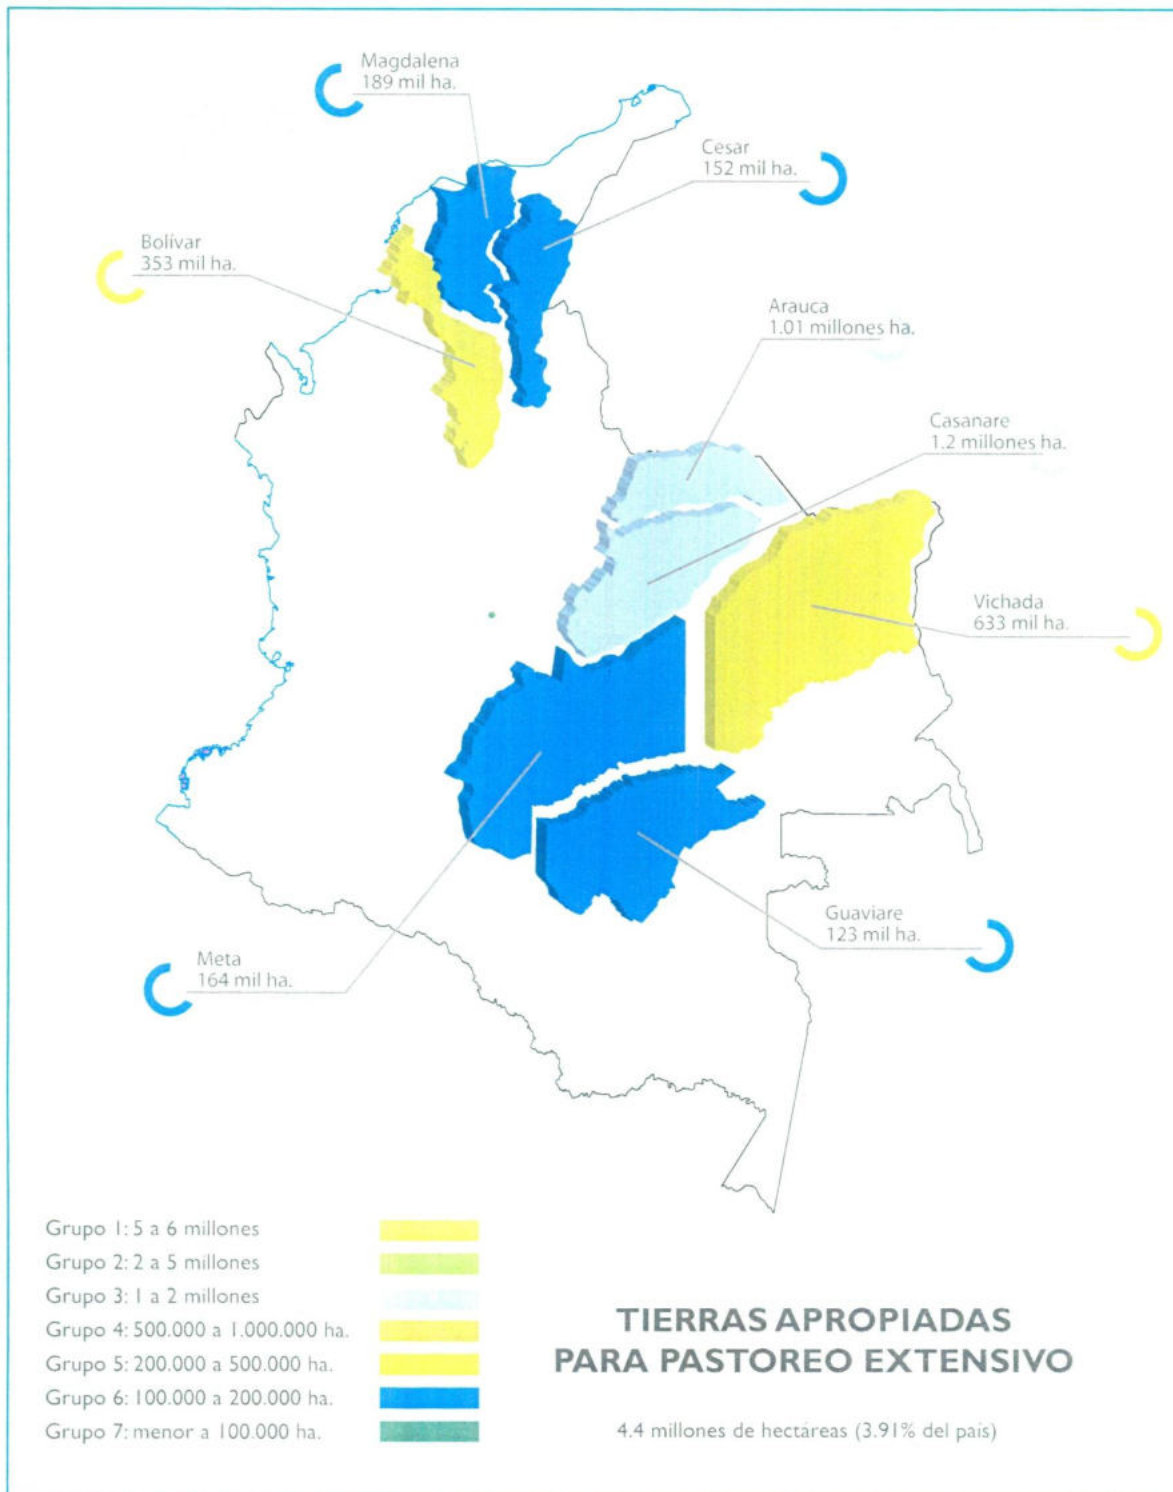 Magdalena
189 mil ha.
Cesar
152 mil ha.
Bolívar
353 mil ha.
Arauca
1.01 millones ha.
Casanare
1.2 millones ha.
Vichada
633 mil ha.
Guaviare
123 mil ha.
Meta
164 mil ha.
Grupo 1: 5 a 6 millones
Grupo 2: 2 a 5 millones
Grupo 3: 1 a 2 millones
Grupo 4: 500.000 a 1.000.000 ha.
Grupo 5: 200.000 a 500.000 ha.
Grupo 6: 100.000 a 200.000 ha.
Grupo 7: menor a 100.000 ha.
TIERRAS APROPIADAS
PARA PASTOREO EXTENSIVO
4.4 millones de hectáreas (3.91% del país)